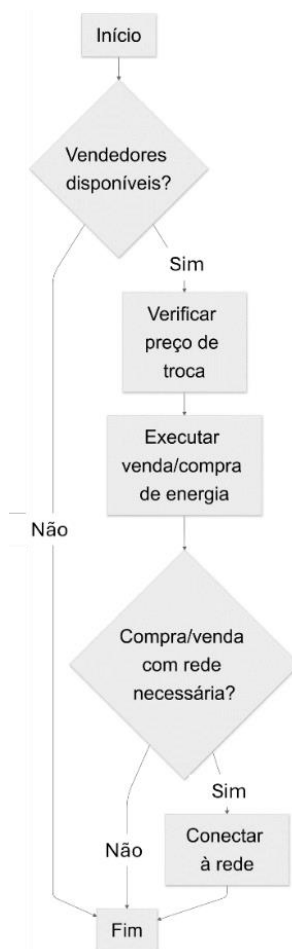 Início
Vendedores
disponíveis?
Sim
Verificar
preço de
troca
Executar
venda/compra
de energia
Não
Compra/venda
com rede
necessária?
Sim
Não
Conectar
à rede
Fim